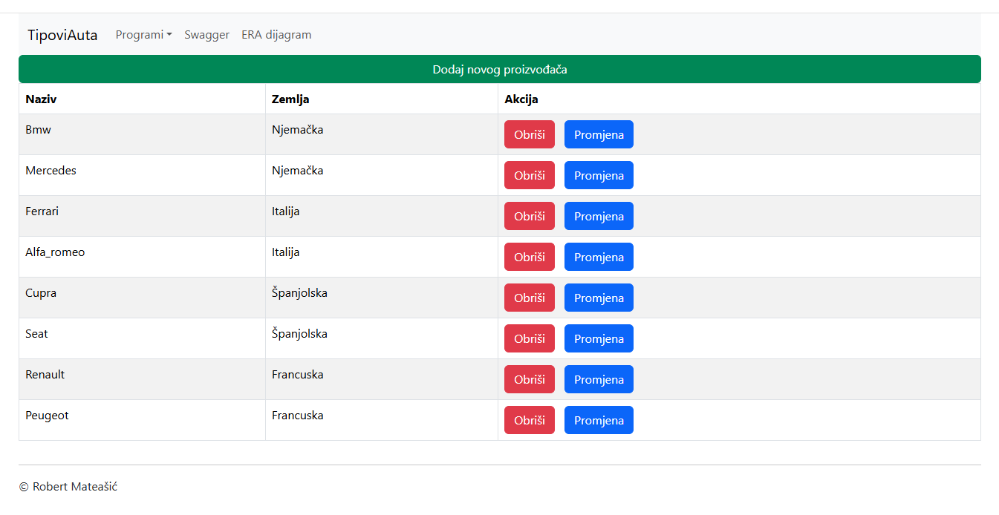 TipoviAuta Programi Swagger ERA dijagram
Dodaj novog proizvođača
Naziv Zemlja Akcija
Bmw Njemačka Obriši Promjena
Mercedes Njemačka Obriši Promjena
Ferrari Italija Obriši Promjena
Alfa_romeo Italija Obriši Promjena
Cupra Španjolska Obriši Promjena
Seat Španjolska Obriši Promjena
Renault Francuska Obriši Promjena
Peugeot Francuska Obriši Promjena
© Robert Mateašić